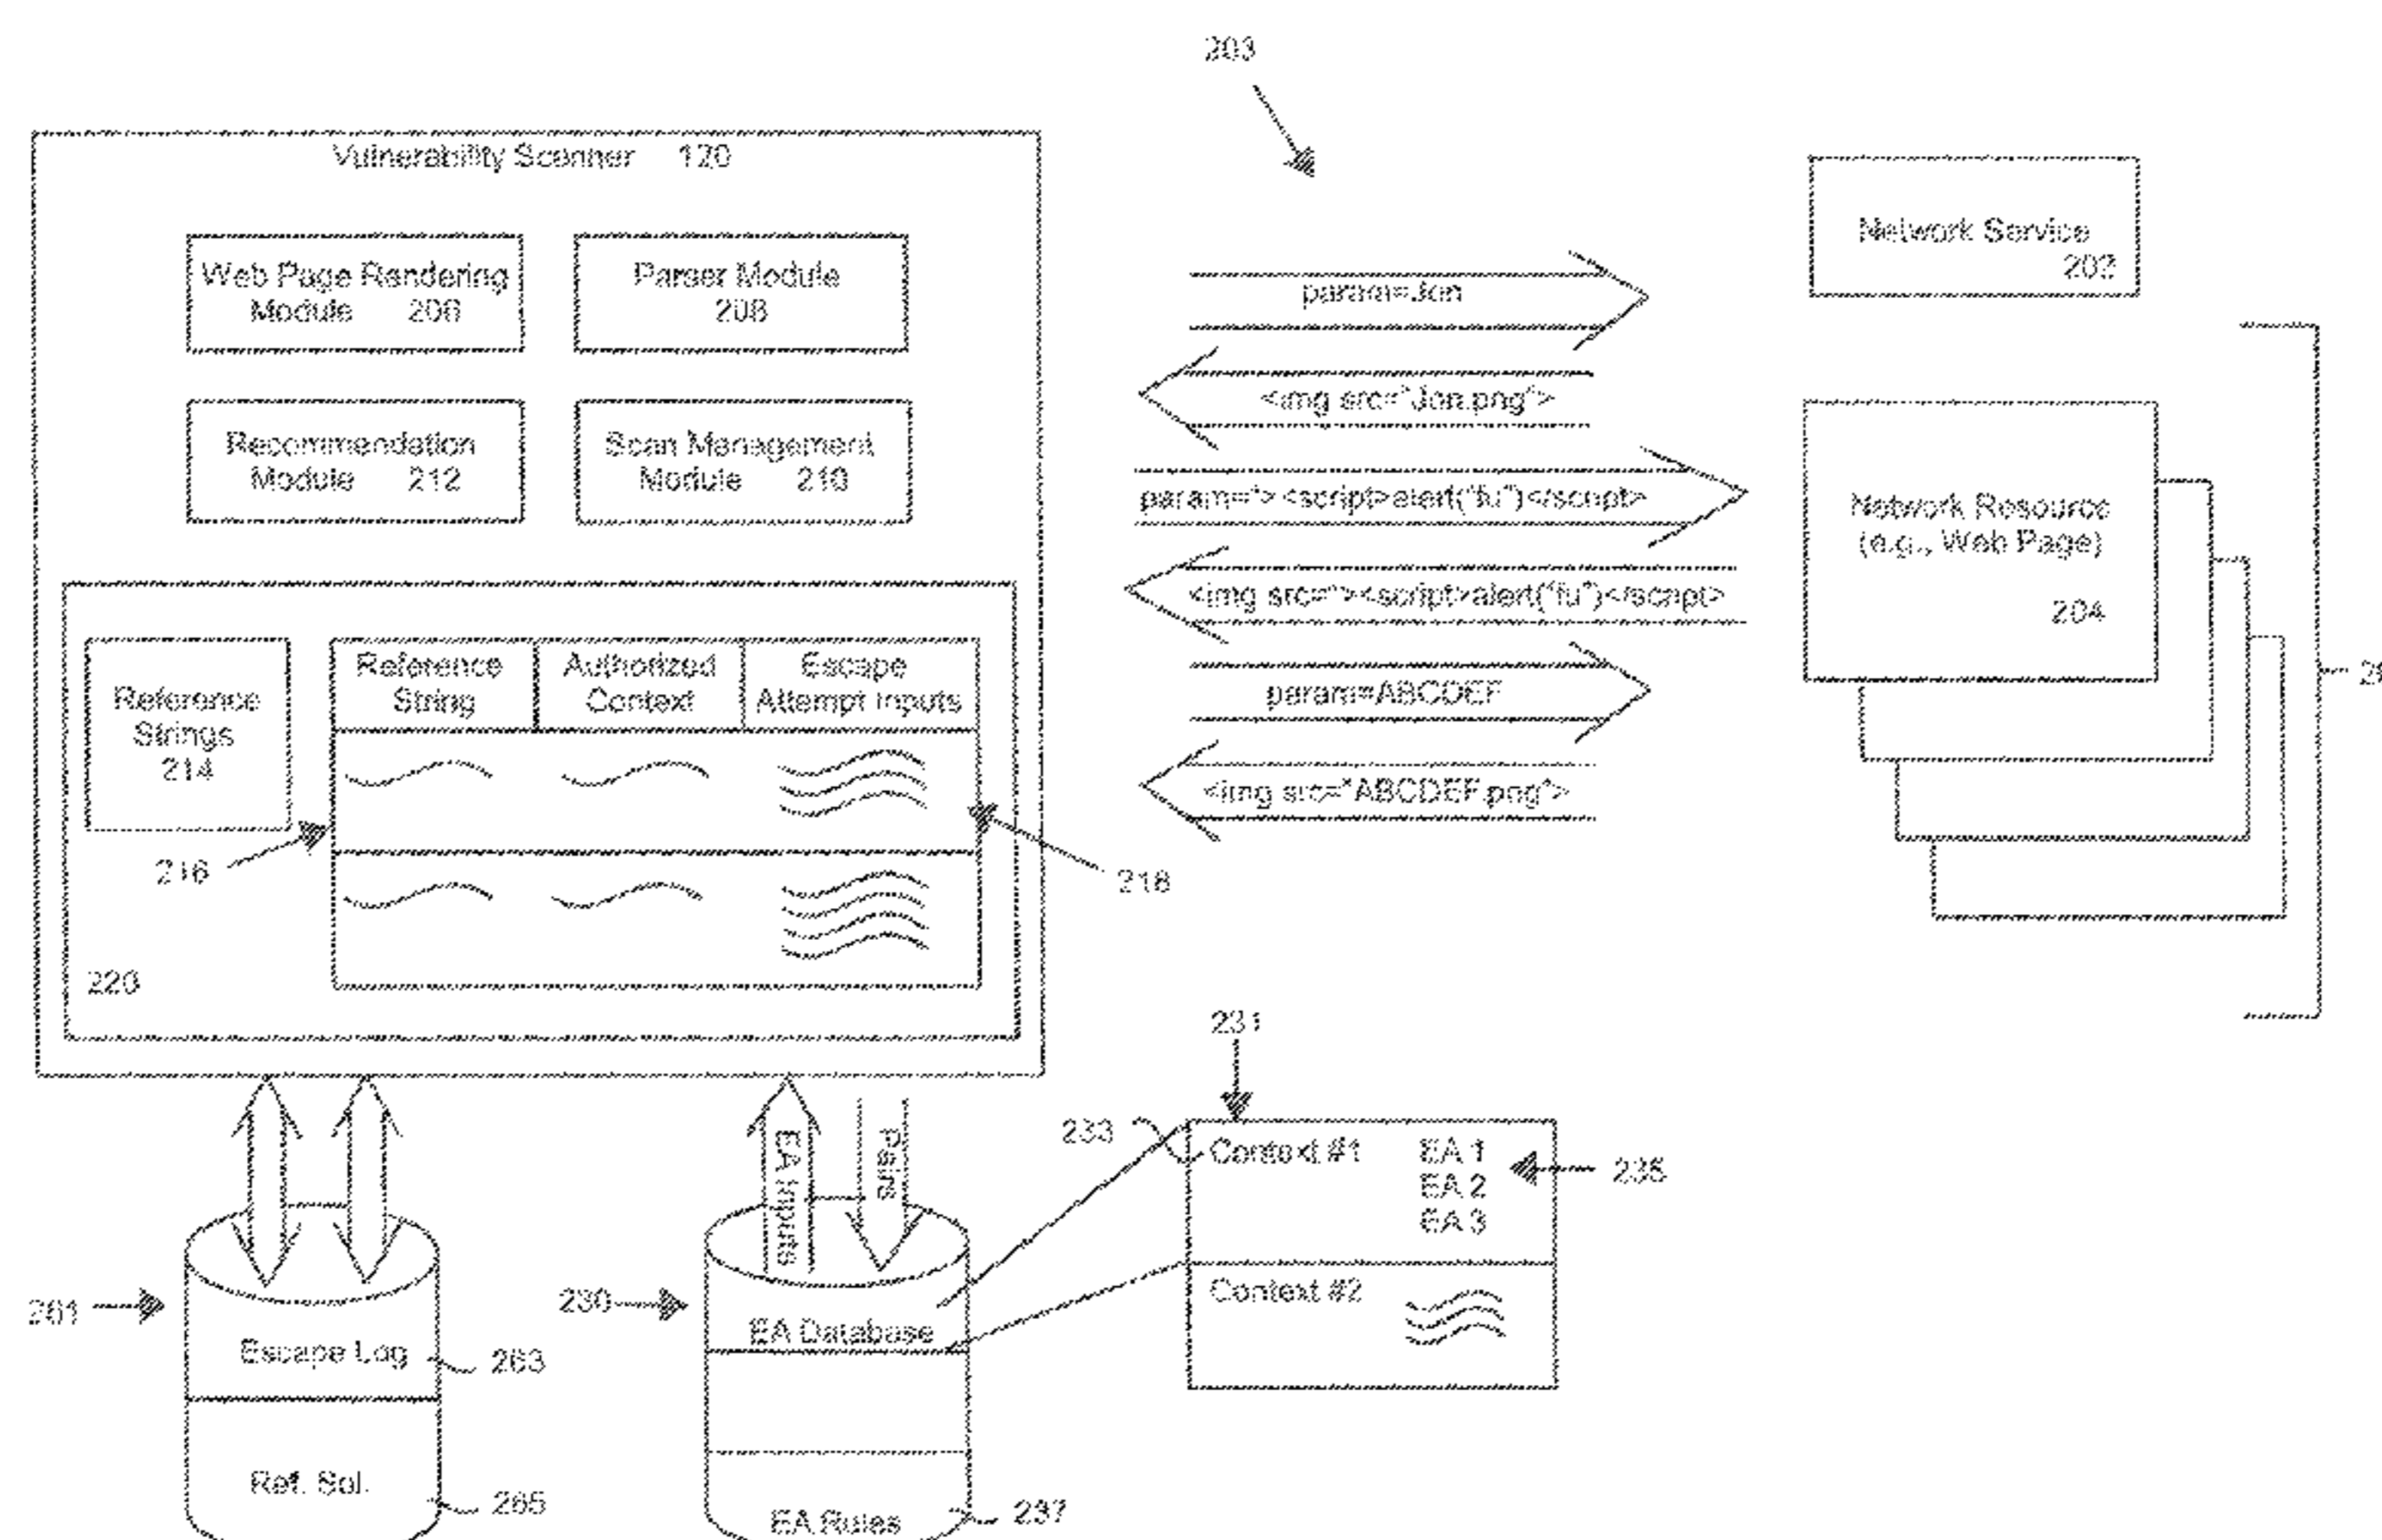 203
Vulnerability Scanner 120
Web Page Rendering
Module 206
Parser Module
208
Recommendation
Module 212
Scan Management
Module 210
Reference
Strings
214
Reference
String
Authorized
Context
Escape
Attempt Inputs
216
218
220
param=Jon
<img src="Jon.png">
param="><script>alert("fu")</script>
<img src=""><script>alert("fu")</script>
param=ABCDEF
<img src="ABCDEF.png">
Network Service
202
Network Resource
(e.g., Web Page)
204
EA Inputs
Pairs
231
233
Context #1
EA 1
EA 2
EA 3
235
Context #2
261
Escape Log
263
Ref. Sol.
265
230
EA Database
EA Rules
237